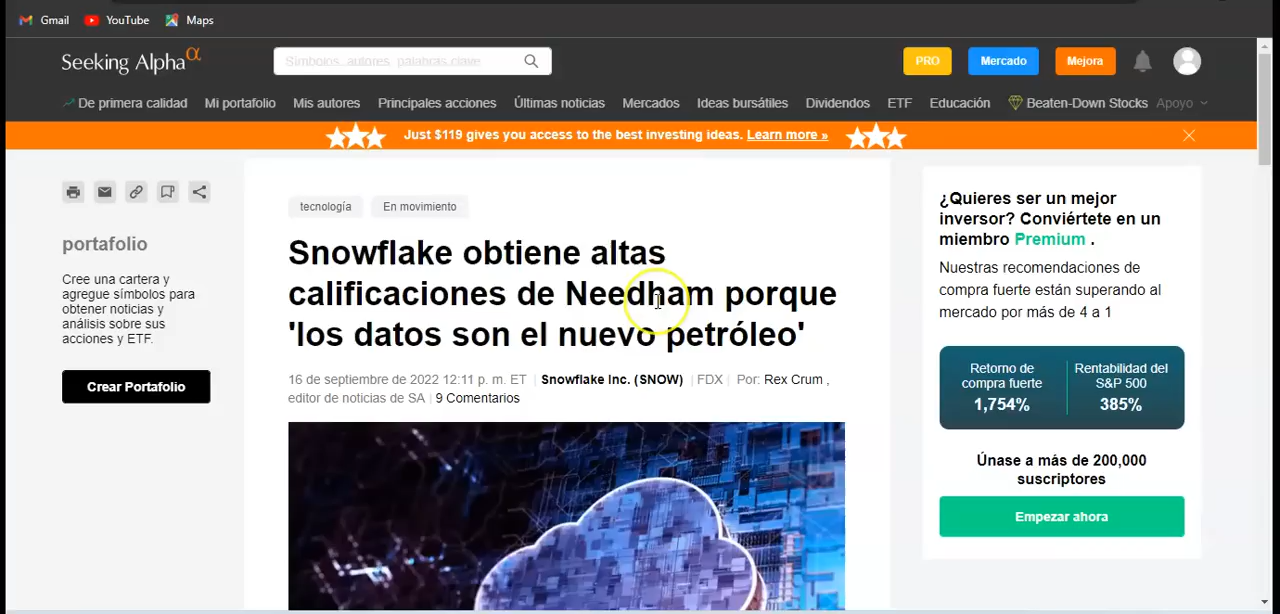 Gmail YouTube Maps
Seeking Alpha α
Símbolos, autores, palabras clave
PRO Mercado Mejora
De primera calidad Mi portafolio Mis autores Principales acciones Últimas noticias Mercados Ideas bursátiles Dividendos ETF Educación Beaten-Down Stocks Apoyo
Just $119 gives you access to the best investing ideas. Learn more »
portafolio
Cree una cartera y
agregue símbolos para
obtener noticias y
análisis sobre sus
acciones y ETF.
Crear Portafolio
tecnología En movimiento
Snowflake obtiene altas
calificaciones de Needham porque
'los datos son el nuevo petróleo'
16 de septiembre de 2022 12:11 p. m. ET | Snowflake Inc. (SNOW) | FDX | Por: Rex Crum ,
editor de noticias de SA | 9 Comentarios
¿Quieres ser un mejor
inversor? Conviértete en un
miembro Premium .
Nuestras recomendaciones de
compra fuerte están superando al
mercado por más de 4 a 1
Retorno de
compra fuerte
1,754%
Rentabilidad del
S&P 500
385%
Únase a más de 200,000
suscriptores
Empezar ahora